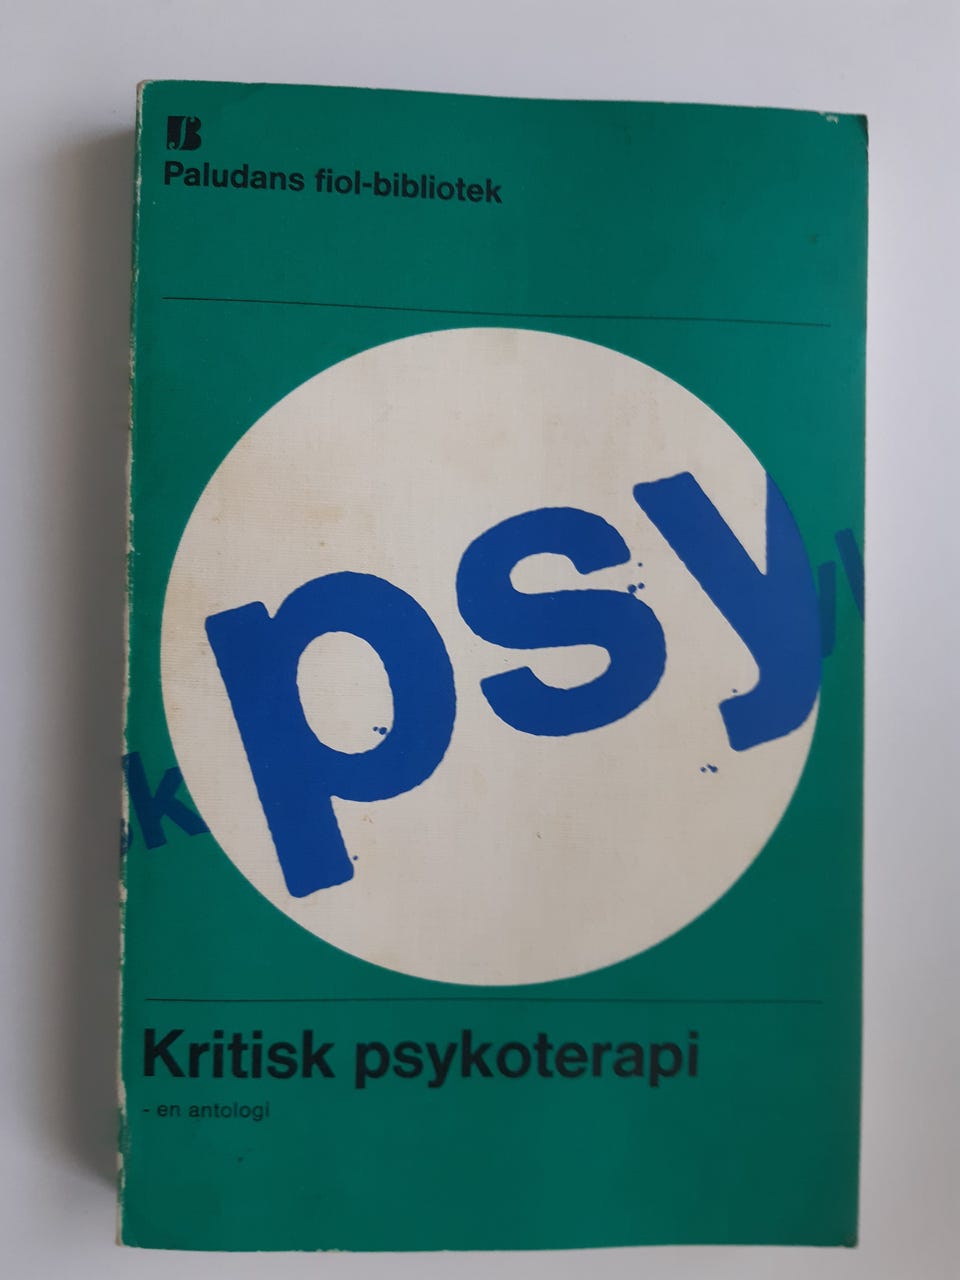 Paludans fiol-bibliotek
psy
k
Kritisk psykoterapi
- en antologi